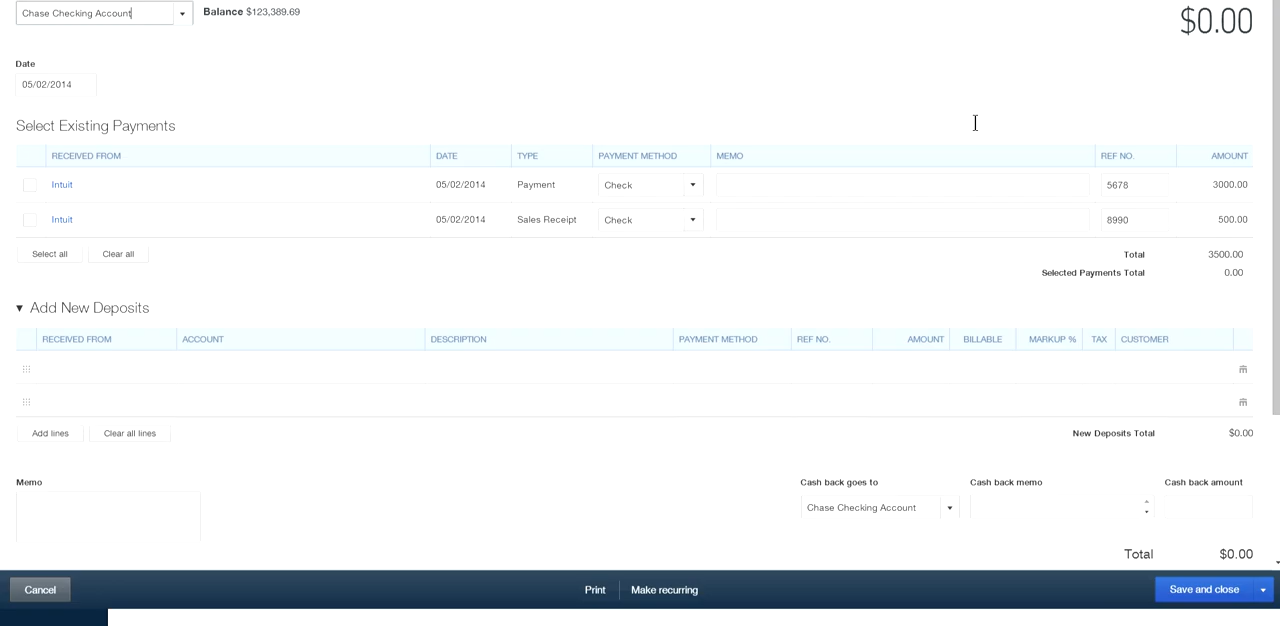 Chase Checking Account Balance $123,389.69
$0.00
Date
05/02/2014
Select Existing Payments
RECEIVED FROM DATE TYPE PAYMENT METHOD MEMO REF NO. AMOUNT
Intuit 05/02/2014 Payment Check 5678 3000.00
Intuit 05/02/2014 Sales Receipt Check 8990 500.00
Select all Clear all Total 3500.00
Selected Payments Total 0.00
Add New Deposits
RECEIVED FROM ACCOUNT DESCRIPTION PAYMENT METHOD REF NO. AMOUNT BILLABLE MARKUP % TAX CUSTOMER
Add lines Clear all lines New Deposits Total $0.00
Memo Cash back goes to Cash back memo Cash back amount
Chase Checking Account
Total $0.00
Cancel Print Make recurring Save and close